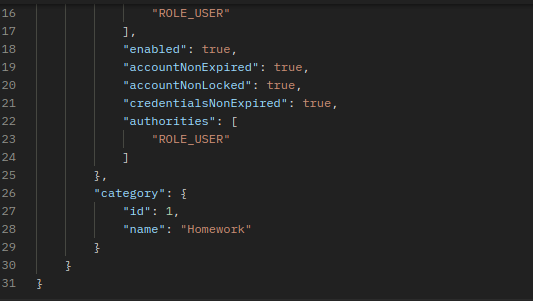 16 "ROLE_USER"
17 ],
18 "enabled": true,
19 "accountNonExpired": true,
20 "accountNonLocked": true,
21 "credentialsNonExpired": true,
22 "authorities": [
23 "ROLE_USER"
24 ]
25 },
26 "category": {
27 "id": 1,
28 "name": "Homework"
29 }
30 }
31 }